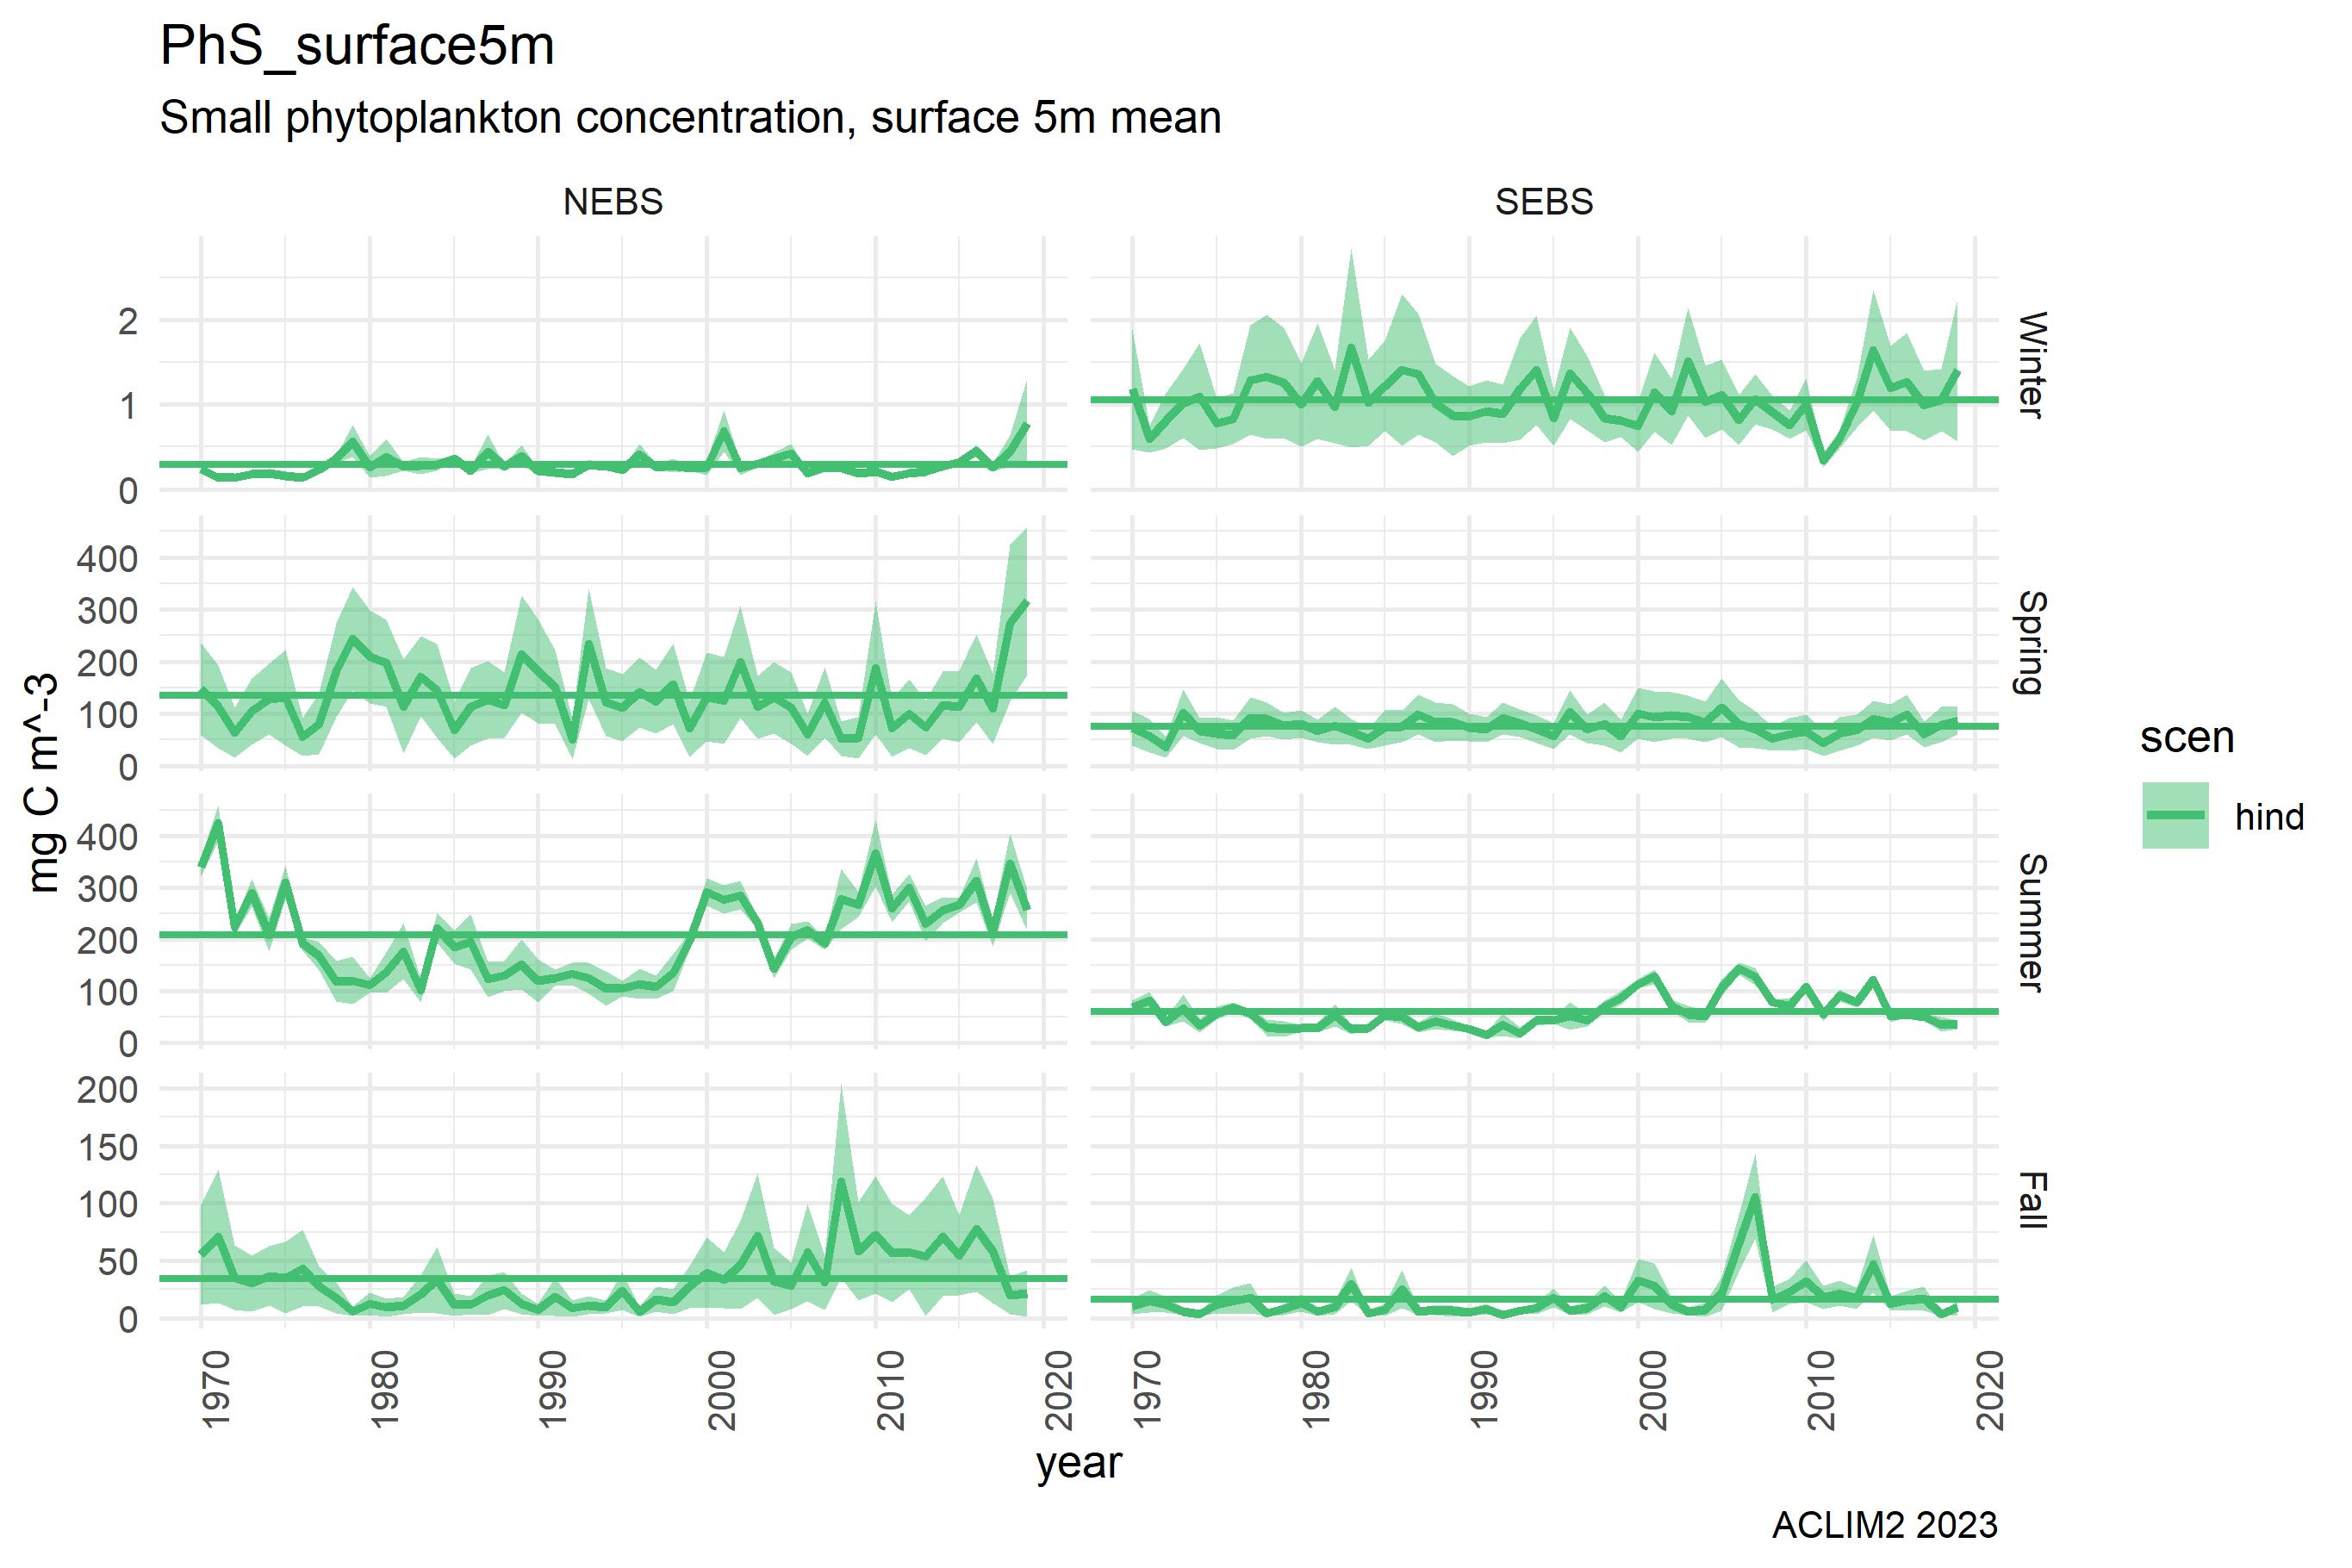 PhS_surface5m
Small phytoplankton concentration, surface 5m mean
NEBS
SEBS
2
1
0
Winter
400
300
200
100
0
Spring
400
300
200
100
0
Summer
200
150
100
50
0
Fall
mg C m^-3
1970
1980
1990
2000
2010
2020
1970
1980
1990
2000
2010
2020
year
scen
hind
ACLIM2 2023